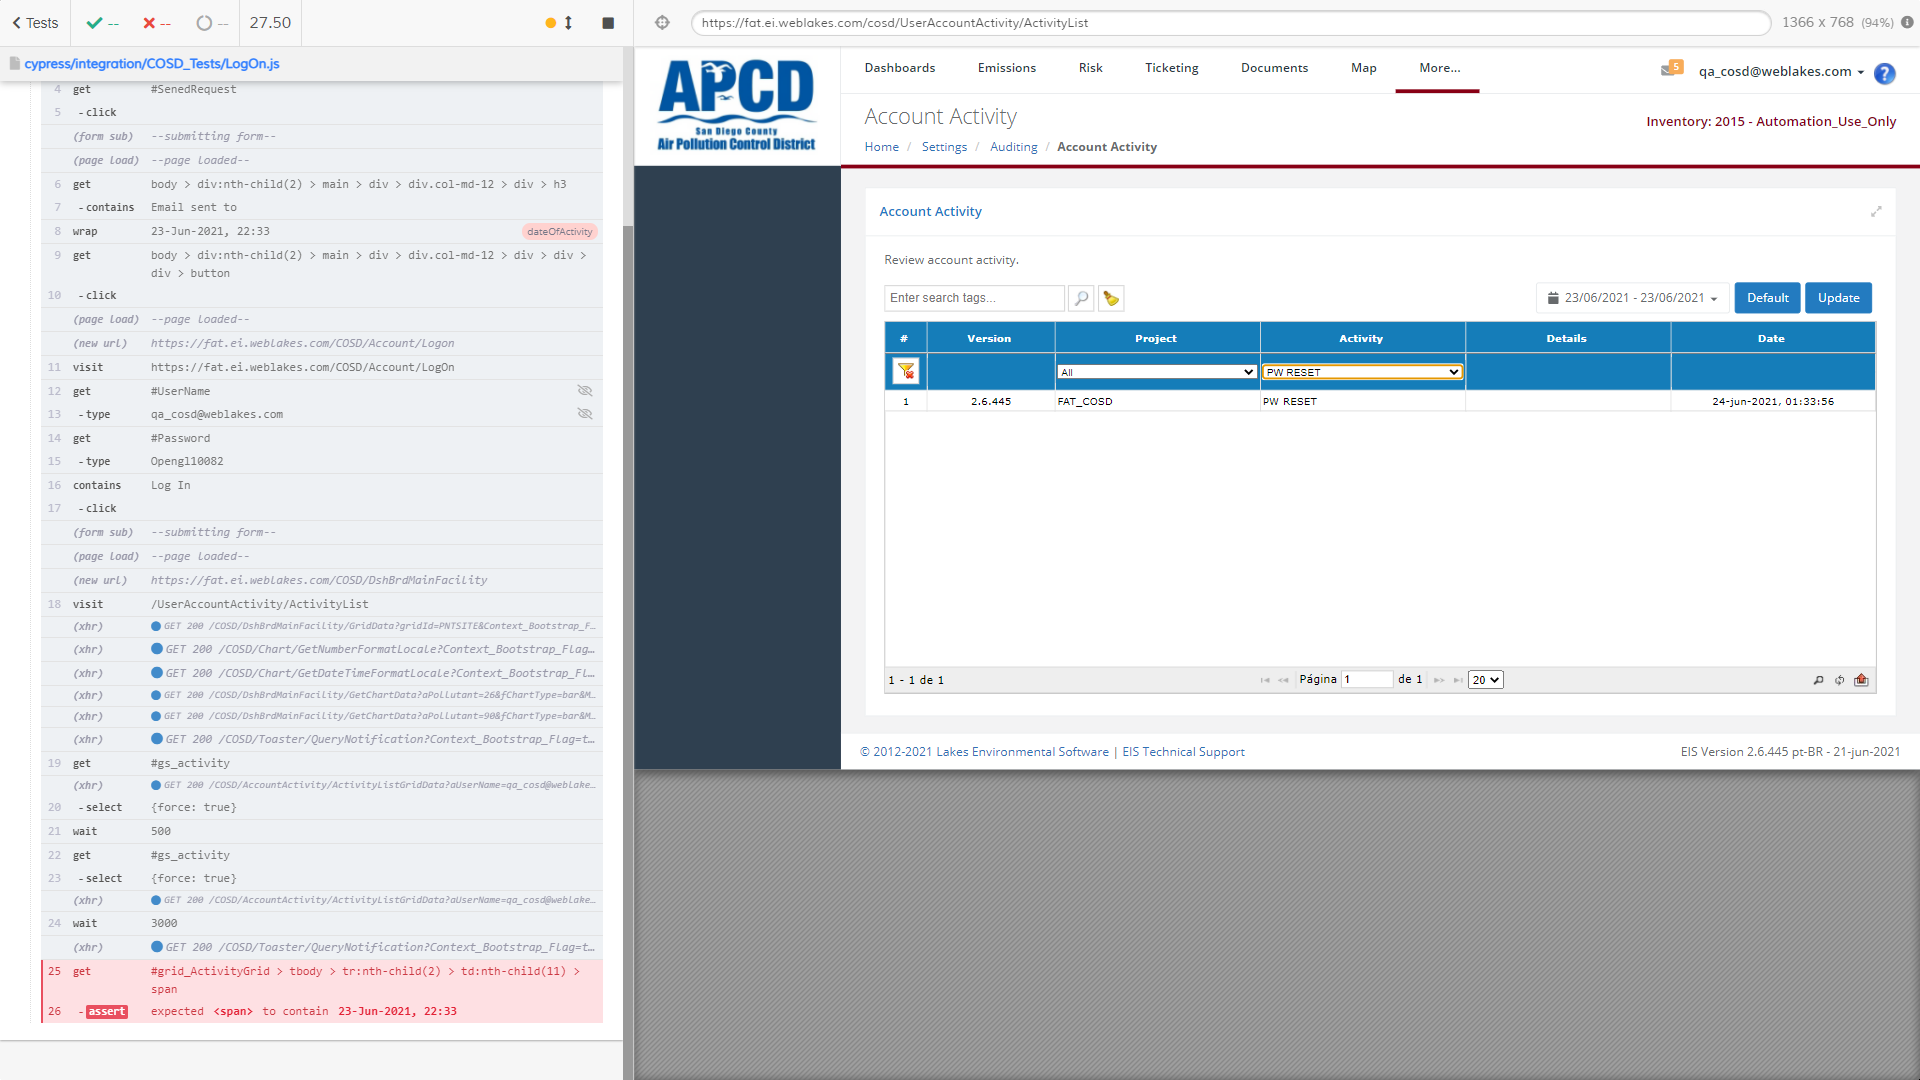 Tests
--
--
--
27.50
cypress/integration/COSD_Tests/LogOn.js
4 get #SenedRequest
5 -click
(form sub) --submitting form--
(page load) --page loaded--
6 get body > div:nth-child(2) > main > div > div.col-md-12 > div > h3
7 -contains Email sent to
8 wrap 23-Jun-2021, 22:33 dateOfActivity
9 get body > div:nth-child(2) > main > div > div.col-md-12 > div > div >
div > button
10 -click
(page load) --page loaded--
(new url) https://fat.ei.weblakes.com/COSD/Account/Logon
11 visit https://fat.ei.weblakes.com/COSD/Account/LogOn
12 get #UserName
13 -type qa_cosd@weblakes.com
14 get #Password
15 -type Opengl10082
16 contains Log In
17 -click
(form sub) --submitting form--
(page load) --page loaded--
(new url) https://fat.ei.weblakes.com/COSD/DshBrdMainFacility
18 visit /UserAccountActivity/ActivityList
(xhr) GET 200 /COSD/DshBrdMainFacility/GridData?gridId=PNTSITE&Context_Bootstrap_F...
(xhr) GET 200 /COSD/Chart/GetNumberFormatLocale?Context_Bootstrap_Flag...
(xhr) GET 200 /COSD/Chart/GetDateTimeFormatLocale?Context_Bootstrap_Fl...
(xhr) GET 200 /COSD/DshBrdMainFacility/GetChartData?aPollutant=26&fChartType=bar&M...
(xhr) GET 200 /COSD/DshBrdMainFacility/GetChartData?aPollutant=90&fChartType=bar&M...
(xhr) GET 200 /COSD/Toaster/QueryNotification?Context_Bootstrap_Flag=t...
19 get #gs_activity
(xhr) GET 200 /COSD/AccountActivity/ActivityListGridData?aUserName=qa_cosd@weblake...
20 -select {force: true}
21 wait 500
22 get #gs_activity
23 -select {force: true}
(xhr) GET 200 /COSD/AccountActivity/ActivityListGridData?aUserName=qa_cosd@weblake...
24 wait 3000
(xhr) GET 200 /COSD/Toaster/QueryNotification?Context_Bootstrap_Flag=t...
25 get #grid_ActivityGrid > tbody > tr:nth-child(2) > td:nth-child(11) >
span
26 -assert expected <span> to contain 23-Jun-2021, 22:33
https://fat.ei.weblakes.com/cosd/UserAccountActivity/ActivityList
1366 x 768 (94%)
APCD
San Diego County
Air Pollution Control District
Dashboards Emissions Risk Ticketing Documents Map More...
5
qa_cosd@weblakes.com
?
Account Activity
Inventory: 2015 - Automation_Use_Only
Home / Settings / Auditing / Account Activity
Account Activity
Review account activity.
Enter search tags...
23/06/2021 - 23/06/2021
Default
Update
# Version Project Activity Details Date
All PW RESET
1 2.6.445 FAT_COSD PW RESET 24-jun-2021, 01:33:56
1 - 1 de 1
Página 1 de 1
20
© 2012-2021 Lakes Environmental Software | EIS Technical Support
EIS Version 2.6.445 pt-BR - 21-jun-2021